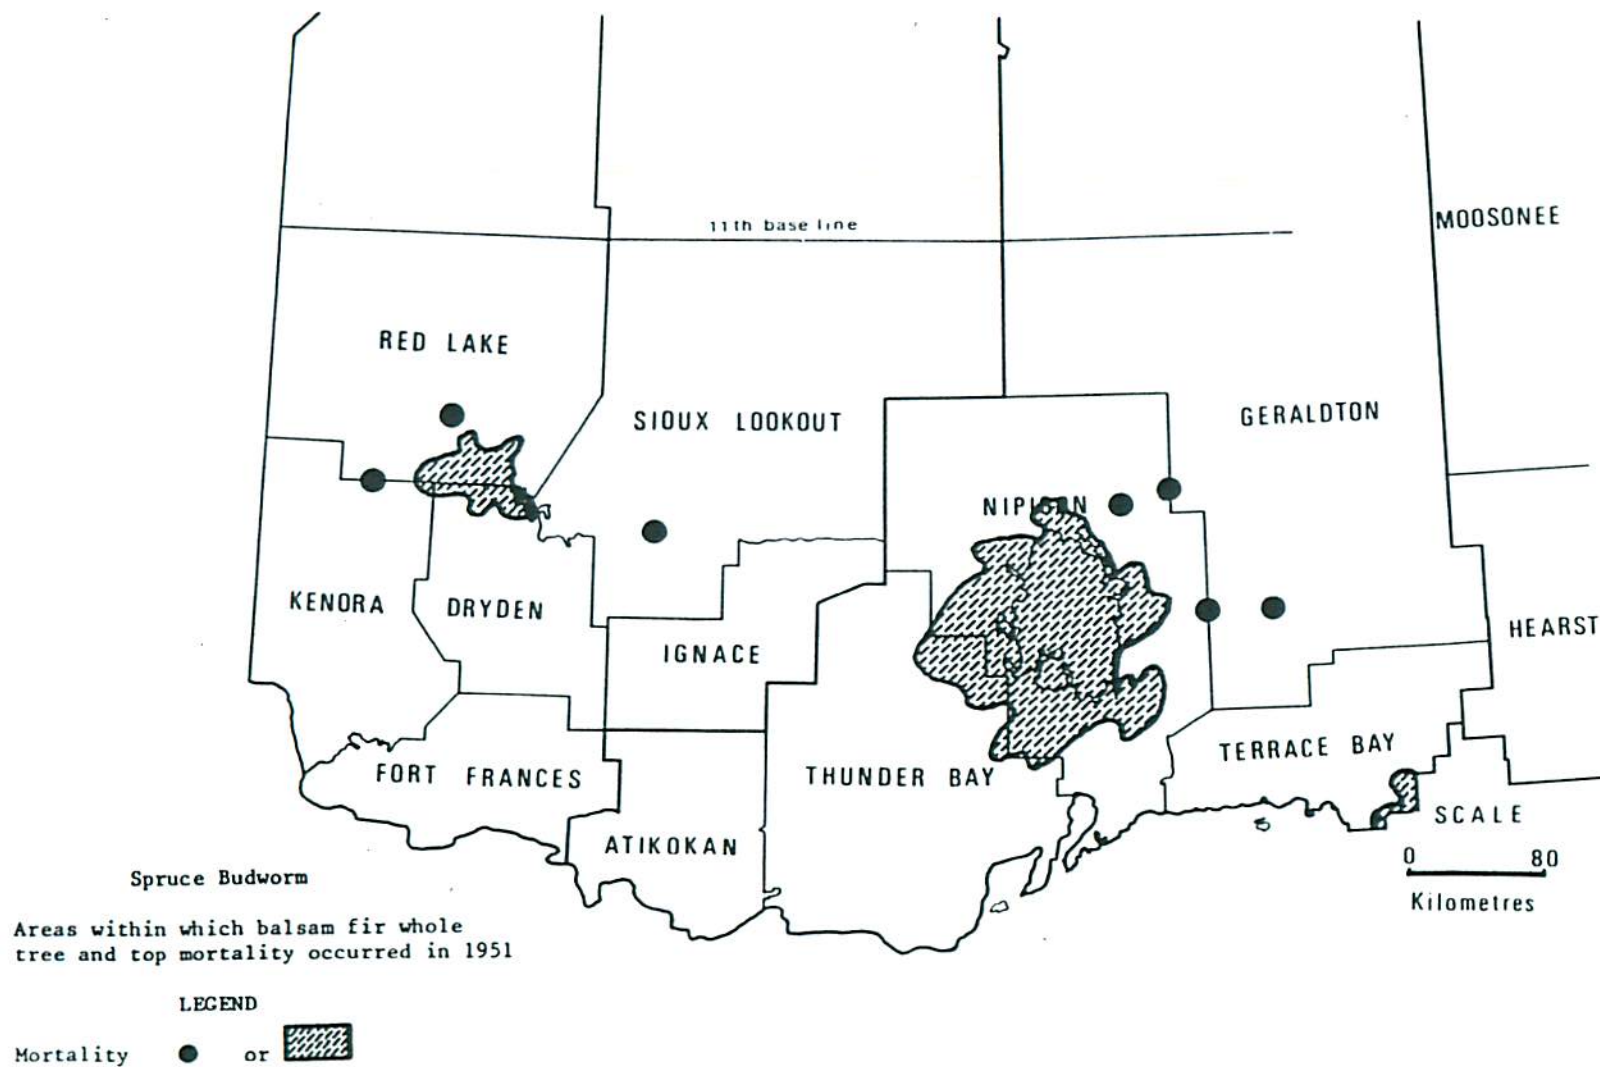 11th base line
MOOSONEE
RED LAKE
SIOUX LOOKOUT
GERALDTON
NIPIGON
KENORA
DRYDEN
IGNACE
HEARST
FORT FRANCES
THUNDER BAY
TERRACE BAY
ATIKOKAN
SCALE
0 80
Kilometres
Spruce Budworm
Areas within which balsam fir whole
tree and top mortality occurred in 1951
LEGEND
Mortality or